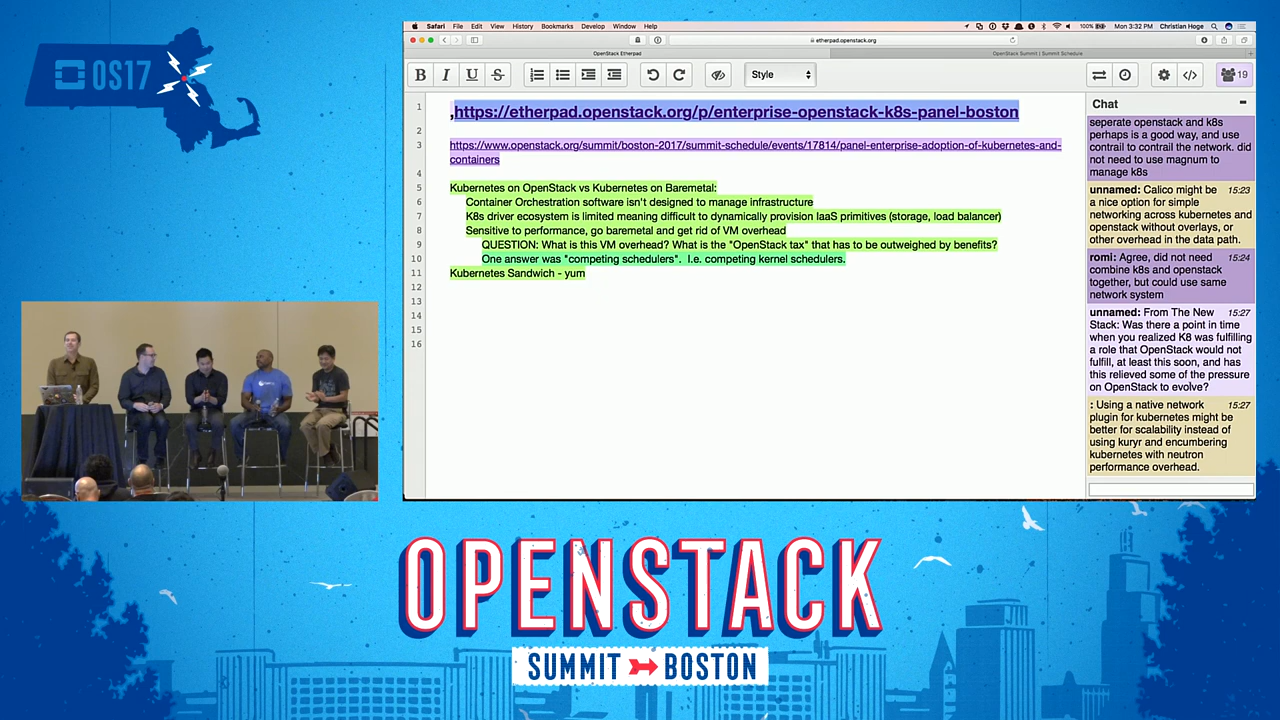 OS17
Safari File Edit View History Bookmarks Develop Window Help
100% Mon 3:32 PM Christian Hoge
etherpad.openstack.org
OpenStack Etherpad
OpenStack Summit | Summit Schedule
B I U S
Style
19
1 ,https://etherpad.openstack.org/p/enterprise-openstack-k8s-panel-boston
2
3 https://www.openstack.org/summit/boston-2017/summit-schedule/events/17814/panel-enterprise-adoption-of-kubernetes-and-
containers
4
5 Kubernetes on OpenStack vs Kubernetes on Baremetal:
6 Container Orchestration software isn't designed to manage infrastructure
7 K8s driver ecosystem is limited meaning difficult to dynamically provision IaaS primitives (storage, load balancer)
8 Sensitive to performance, go baremetal and get rid of VM overhead
9 QUESTION: What is this VM overhead? What is the "OpenStack tax" that has to be outweighed by benefits?
10 One answer was "competing schedulers". I.e. competing kernel schedulers.
11 Kubernetes Sandwich - yum
12
13
14
15
16
Chat
seperate openstack and k8s
perhaps is a good way, and use
contrail to contrail the network. did
not need to use magnum to
manage k8s
unnamed: Calico might be 15:23
a nice option for simple
networking across kubernetes and
openstack without overlays, or
other overhead in the data path.
romi: Agree, did not need 15:24
combine k8s and openstack
together, but could use same
network system
unnamed: From The New 15:27
Stack: Was there a point in time
when you realized K8 was fulfilling
a role that OpenStack would not
fulfill, at least this soon, and has
this relieved some of the pressure
on OpenStack to evolve?
: Using a native network 15:27
plugin for kubernetes might be
better for scalability instead of
using kuryr and encumbering
kubernetes with neutron
performance overhead.
OPENSTACK
SUMMIT BOSTON